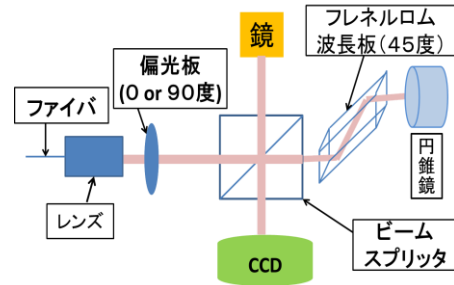 鏡
フレネルロム
波長板(45度)
偏光板
(0 or 90度)
ファイバ
レンズ
円錐鏡
ビーム
スプリッタ
CCD